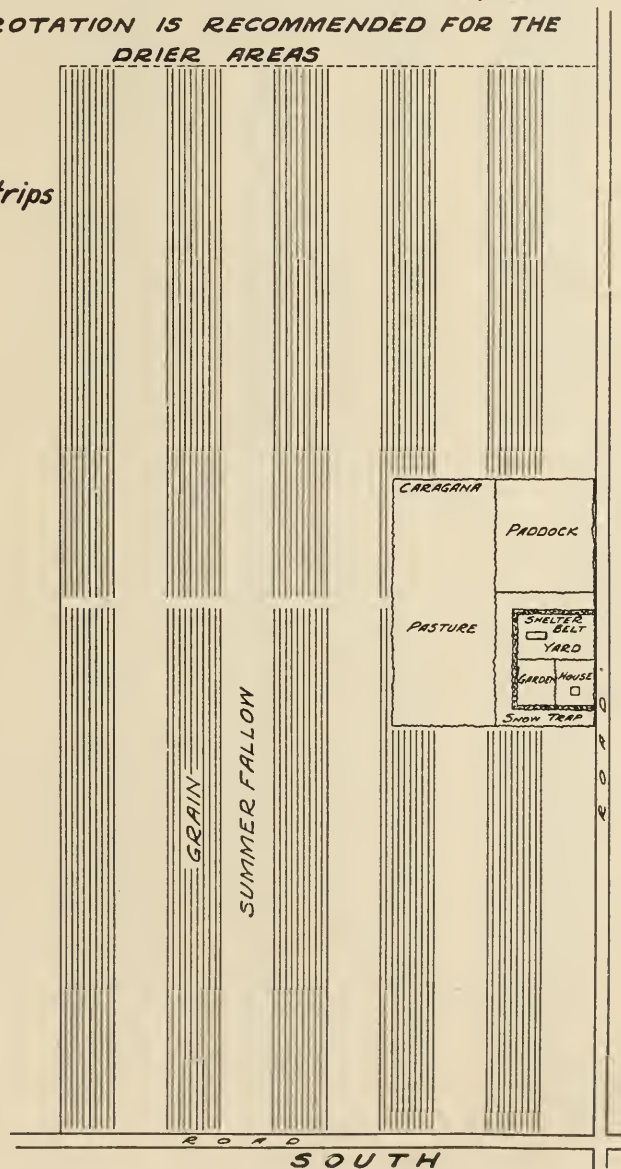 ROTATION IS RECOMMENDED FOR THE
DRIER AREAS
trips
CARAGANA
PADDOCK
PASTURE
SHELTER
BELT
YARD
GARDEN
HOUSE
SNOW TRAP
ROAD
GRAIN
SUMMER FALLOW
ROAD
SOUTH